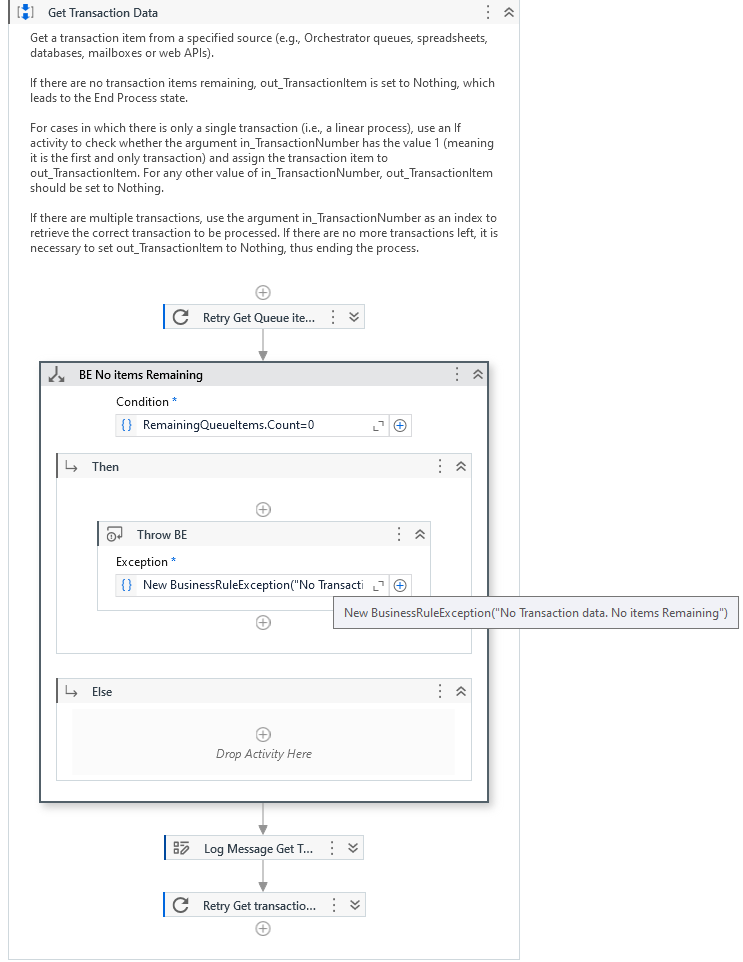 Get Transaction Data
Get a transaction item from a specified source (e.g., Orchestrator queues, spreadsheets,
databases, mailboxes or web APIs).
If there are no transaction items remaining, out_TransactionItem is set to Nothing, which
leads to the End Process state.
For cases in which there is only a single transaction (i.e., a linear process), use an If
activity to check whether the argument in_TransactionNumber has the value 1 (meaning
it is the first and only transaction) and assign the transaction item to
out_TransactionItem. For any other value of in_TransactionNumber, out_TransactionItem
should be set to Nothing.
If there are multiple transactions, use the argument in_TransactionNumber as an index to
retrieve the correct transaction to be processed. If there are no more transactions left, it is
necessary to set out_TransactionItem to Nothing, thus ending the process.
Retry Get Queue ite...
BE No items Remaining
Condition *
{} RemainingQueueItems.Count=0
Then
Throw BE
Exception *
{} New BusinessRuleException("No Transacti
New BusinessRuleException("No Transaction data. No items Remaining")
Else
Drop Activity Here
Log Message Get T...
Retry Get transactio...